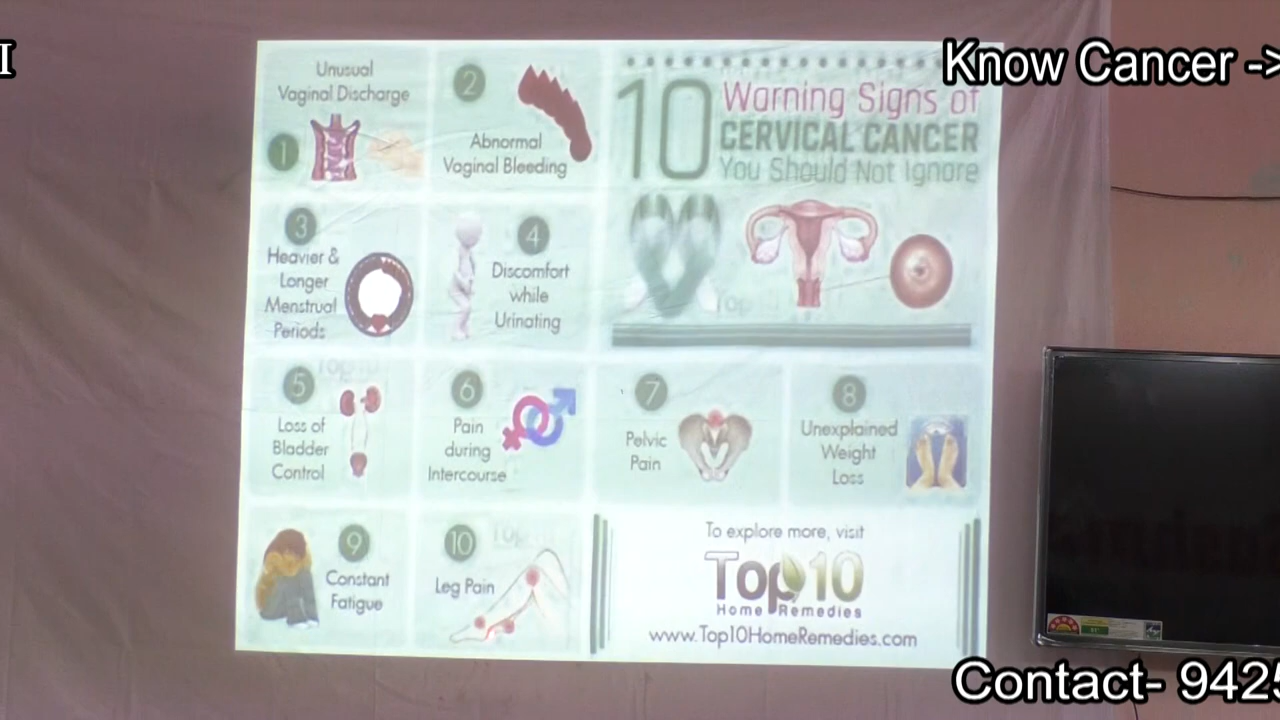 I
Know Cancer ->
10
Warning Signs of
CERVICAL CANCER
You Should Not Ignore
Unusual
Vaginal Discharge
1
2
Abnormal
Vaginal Bleeding
3
Heavier &
Longer
Menstrual
Periods
4
Discomfort
while
Urinating
5
Loss of
Bladder
Control
6
Pain
during
Intercourse
7
Pelvic
Pain
8
Unexplained
Weight
Loss
9
Constant
Fatigue
10
Leg Pain
To explore more, visit
Top10
Home Remedies
www.Top10HomeRemedies.com
Contact- 9425